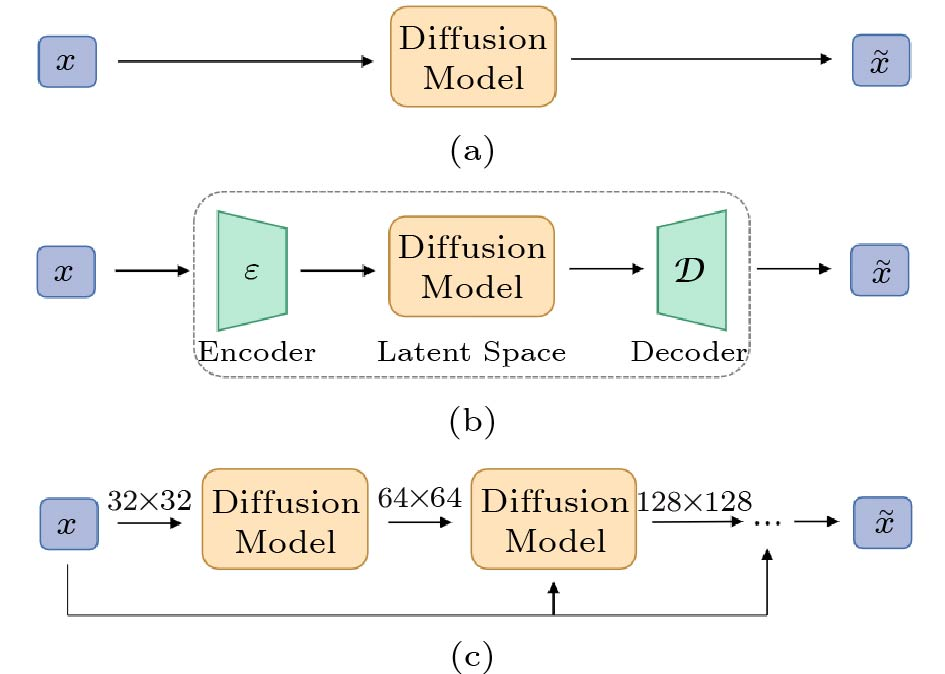 x
Diffusion
Model
x̃
(a)
x
ε
Diffusion
Model
𝒟
x̃
Encoder
Latent Space
Decoder
(b)
x
32×32
Diffusion
Model
64×64
Diffusion
Model
128×128
...
x̃
(c)